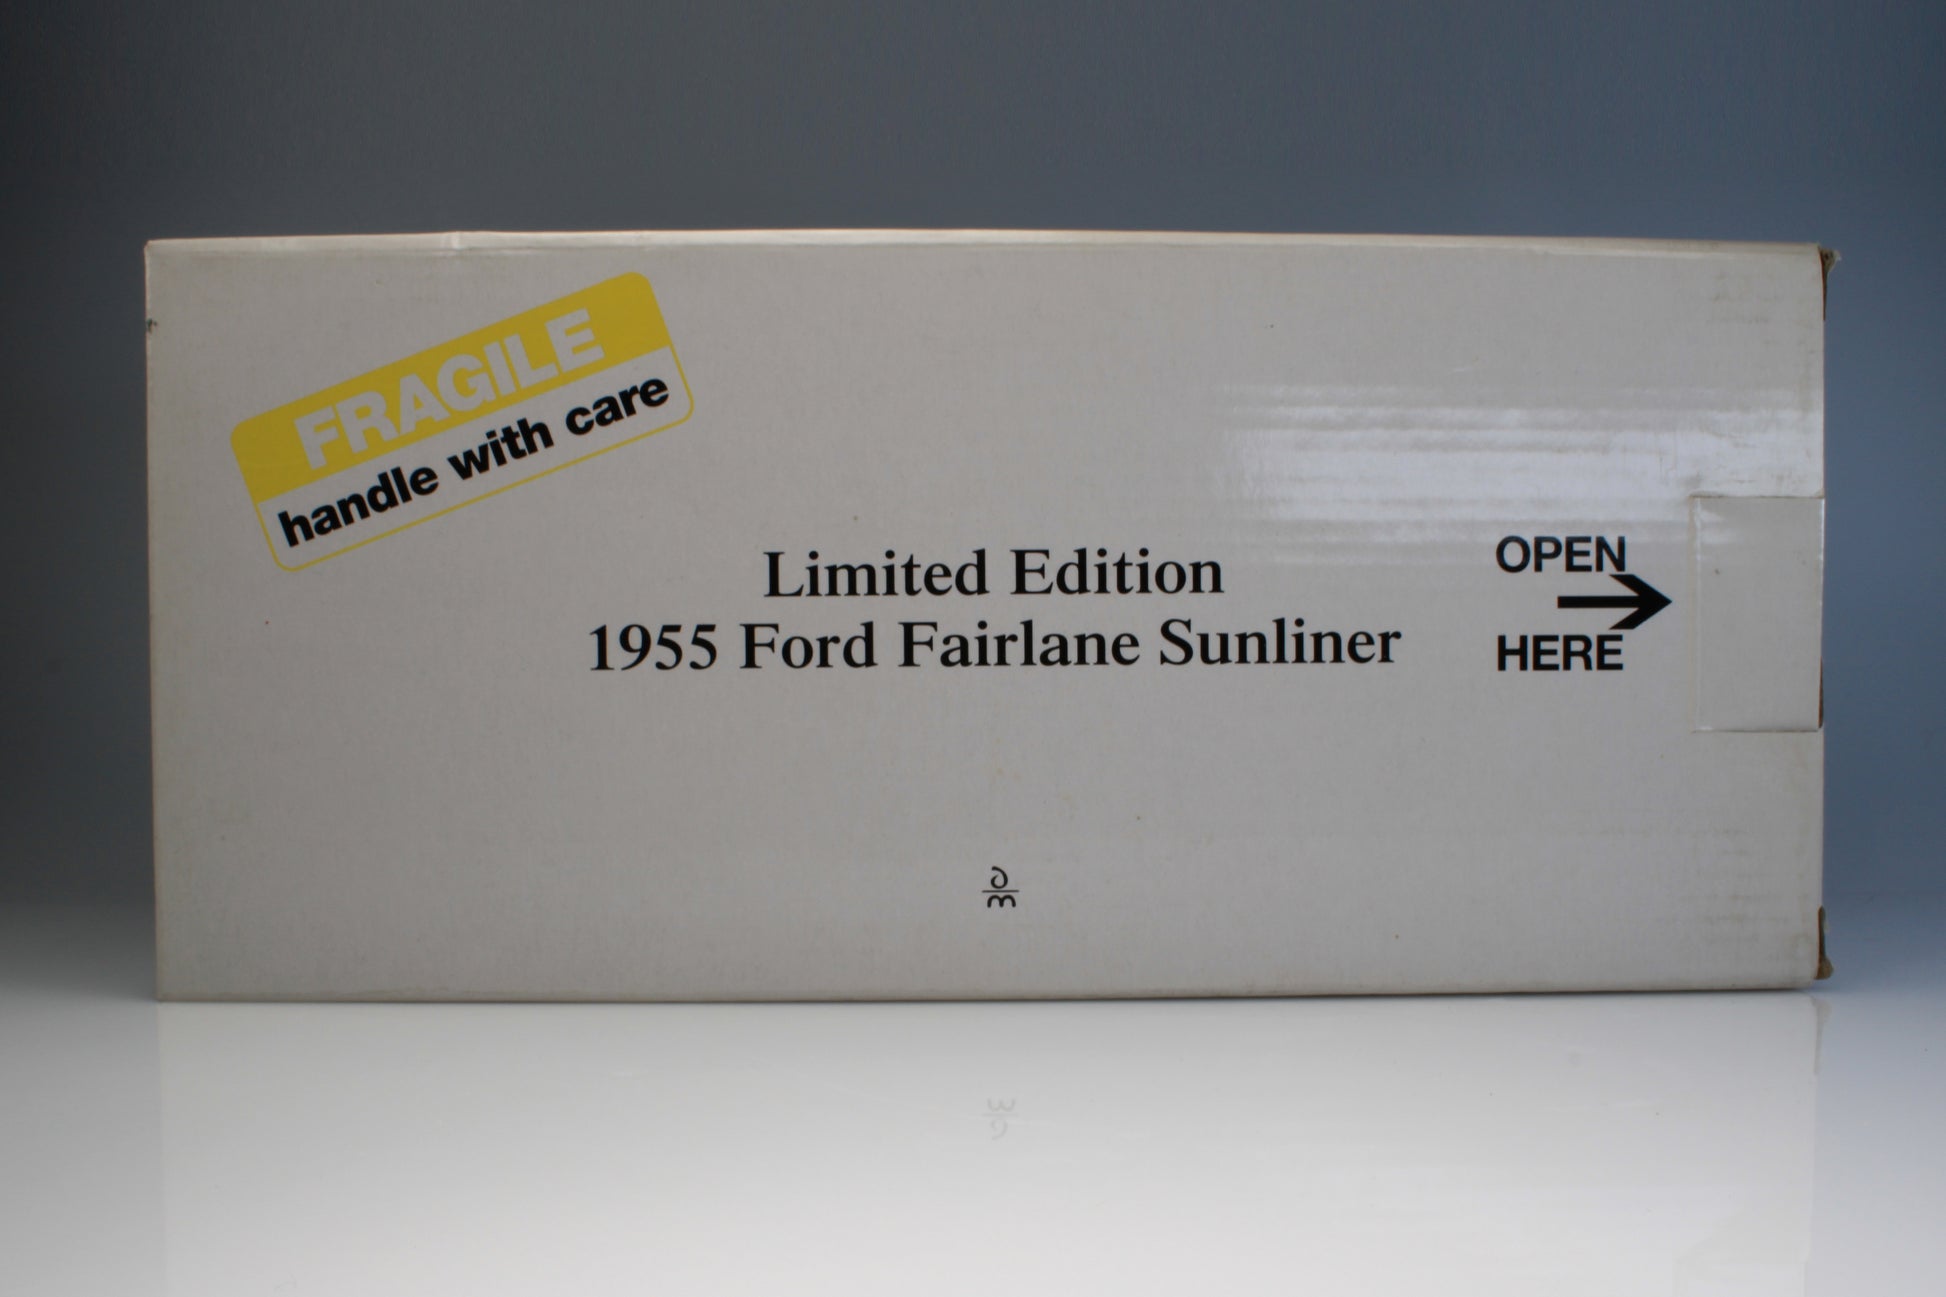 FRAGILE
handle with care
Limited Edition
1955 Ford Fairlane Sunliner
OPEN
HERE